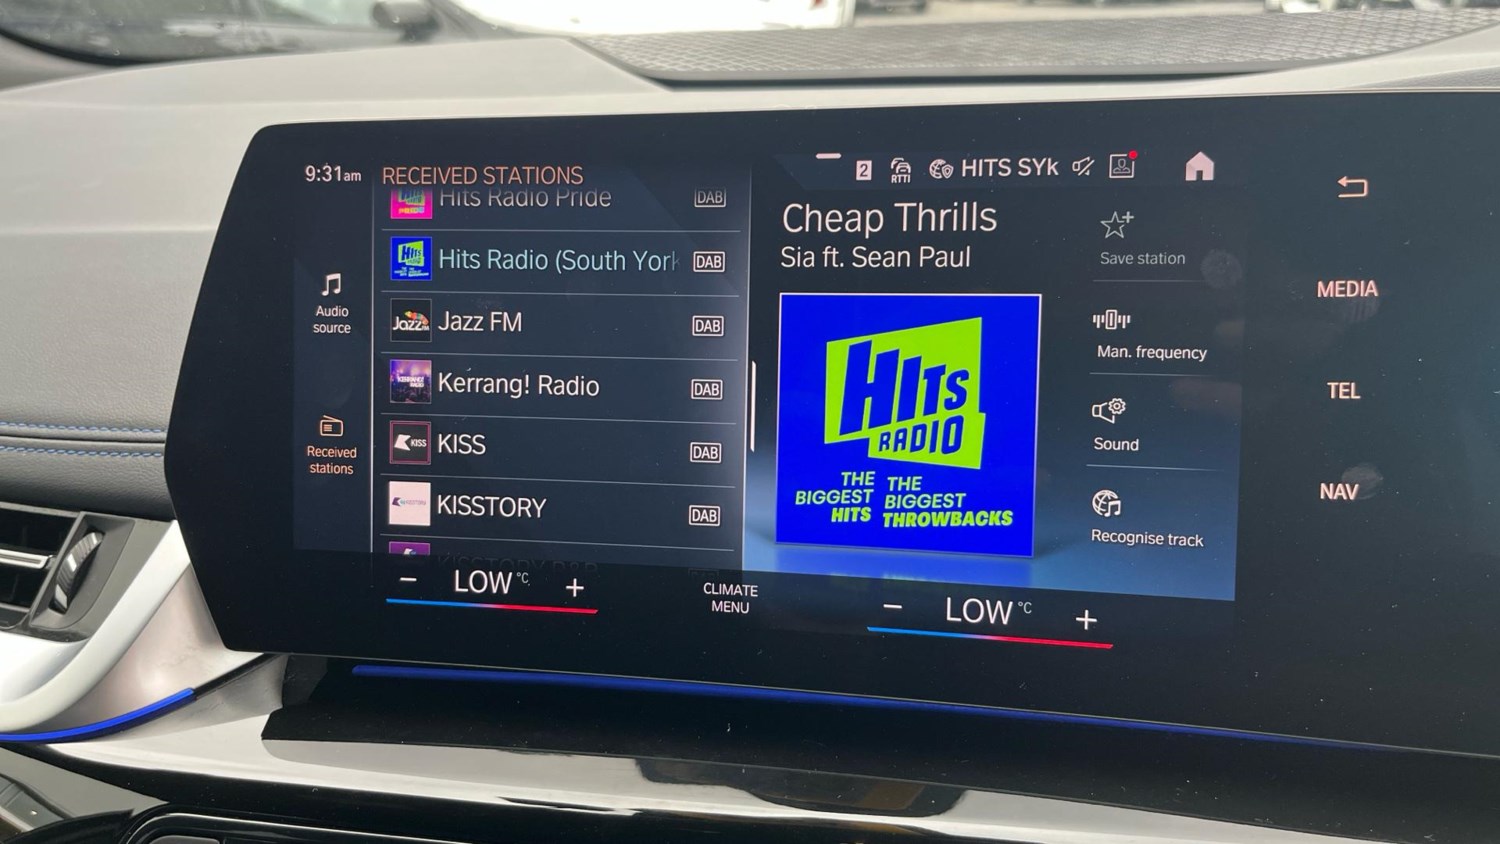 9:31am
RECEIVED STATIONS
2
RTTI
HITS SYk
Audio
source
Received
stations
Hits Radio Pride
DAB
Hits Radio (South York
DAB
Jazz FM
DAB
Kerrang! Radio
DAB
KISS
DAB
KISSTORY
DAB
Cheap Thrills
Sia ft. Sean Paul
HITS
RADIO
THE
BIGGEST
HITS
THE
BIGGEST
THROWBACKS
Save station
Man. frequency
Sound
Recognise track
MEDIA
TEL
NAV
− LOW °C +
CLIMATE
MENU
− LOW °C +